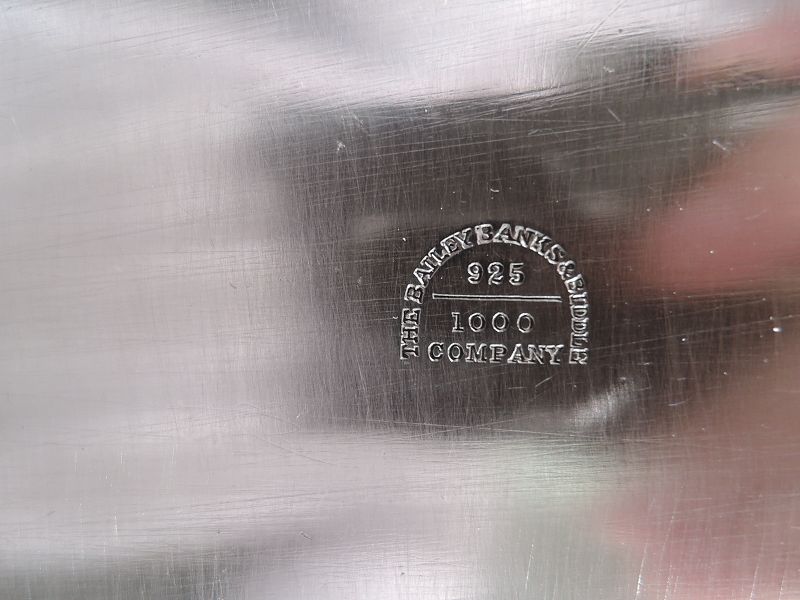 THE BAILEY BANKS & BIDDLE
925
1000
COMPANY